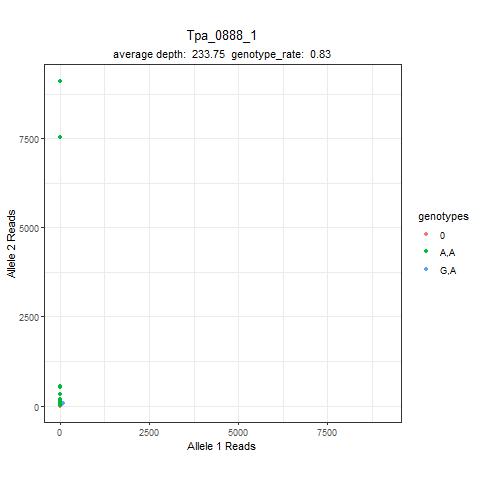 Tpa_0888_1
average depth:  233.75  genotype_rate:  0.83
7500
5000
2500
0
Allele 2 Reads
0
2500
5000
7500
Allele 1 Reads
genotypes
0
A,A
G,A